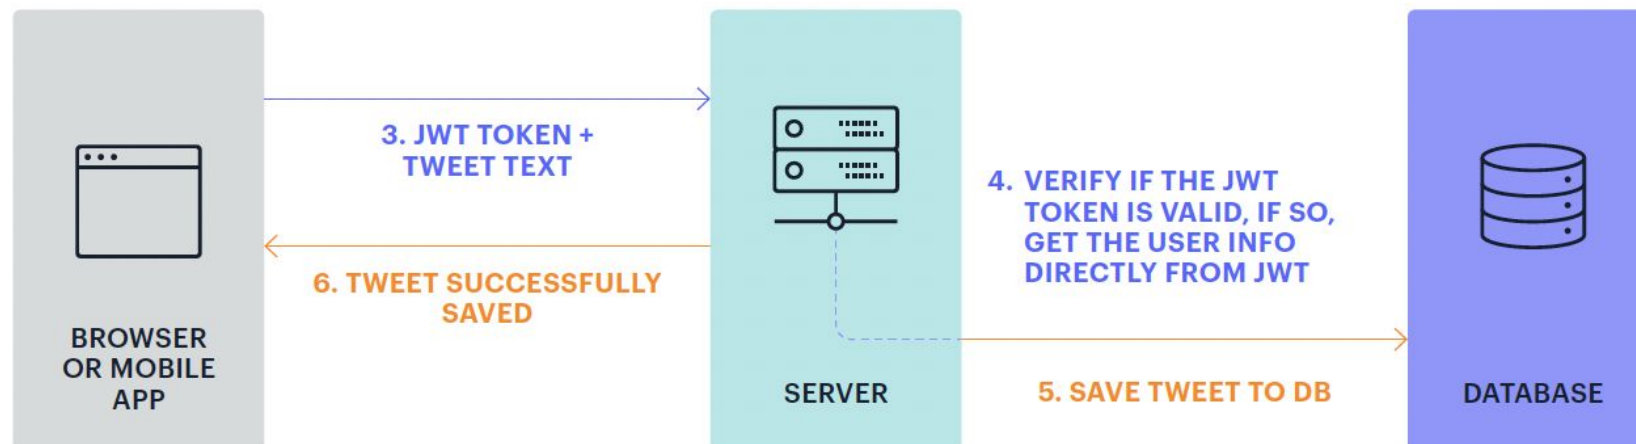 3. JWT TOKEN +
TWEET TEXT
4. VERIFY IF THE JWT
TOKEN IS VALID, IF SO,
GET THE USER INFO
DIRECTLY FROM JWT
6. TWEET SUCCESSFULLY
SAVED
BROWSER
OR MOBILE
APP
SERVER
5. SAVE TWEET TO DB
DATABASE